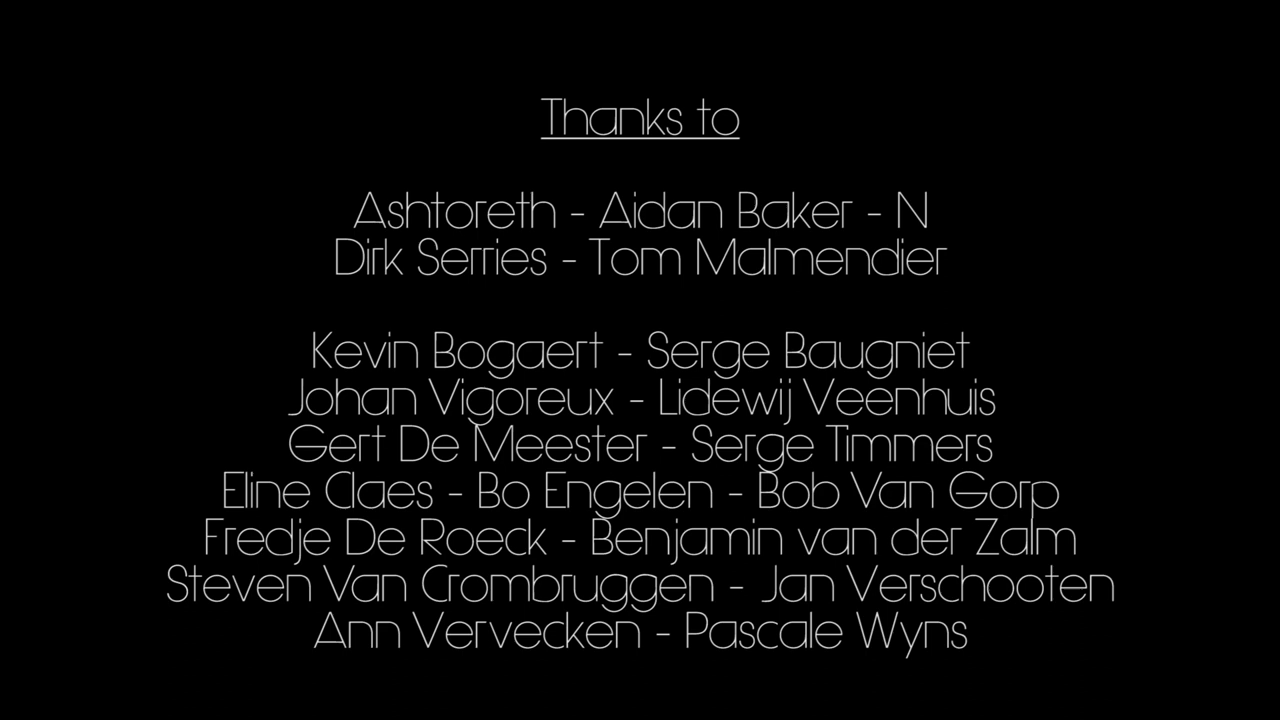 Thanks to
Ashtoreth - Aidan Baker - N
Dirk Serries - Tom Malmendier
Kevin Bogaert - Serge Baugniet
Johan Vigoreux - Lidewij Veenhuis
Gert De Meester - Serge Timmers
Eline Claes - Bo Engelen - Bob Van Gorp
Fredje De Roeck - Benjamin van der Zalm
Steven Van Crombruggen - Jan Verschooten
Ann Vervecken - Pascale Wyns